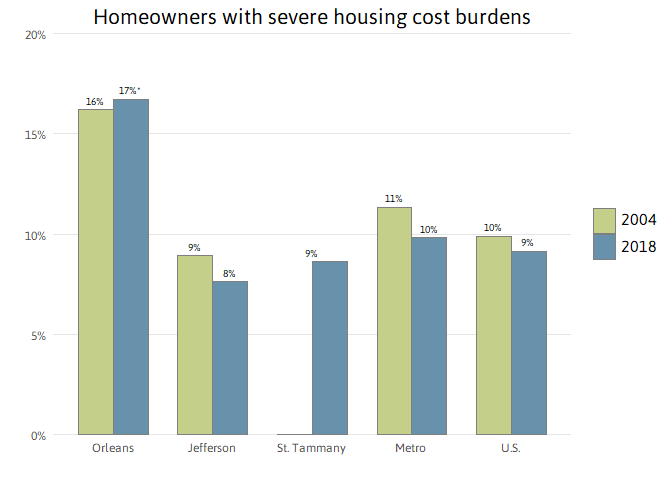 Homeowners with severe housing cost burdens
20%
15%
10%
5%
0%
16%
17%*
9%
8%
9%
11%
10%
10%
9%
Orleans
Jefferson
St. Tammany
Metro
U.S.
2004
2018